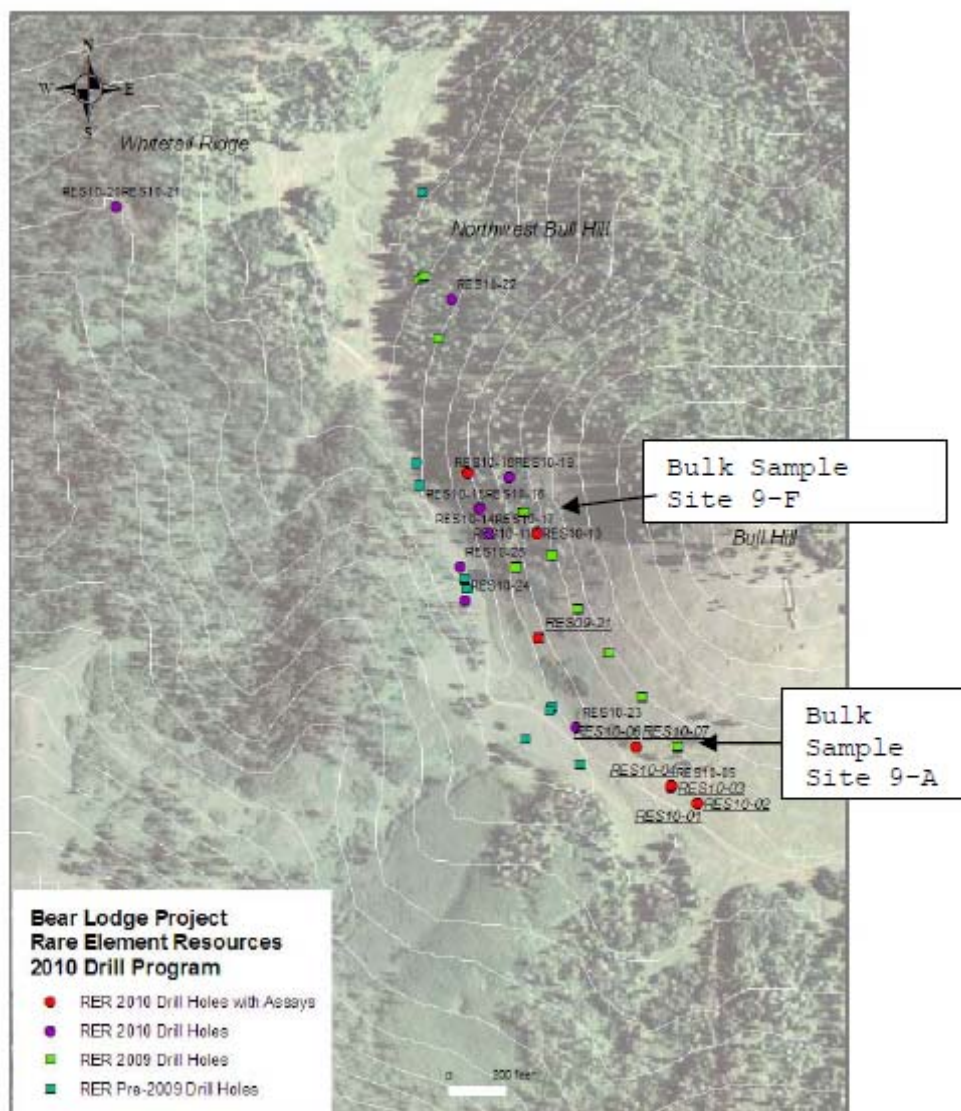 N
W E
S
Whitetail Ridge
RES10-20RES10-21
Northwest Bull Hill
RES10-22
RES10-18RES10-19
Bulk Sample
Site 9-F
RES10-15RES10-16
RES10-14RES10-17
RES10-11 RES10-13
Bull Hill
RES10-25
RES10-24
RES09-21
RES10-23
RES10-06RES10-07
Bulk
Sample
Site 9-A
RES10-04RES10-05
RES10-03
RES10-02
RES10-01
Bear Lodge Project
Rare Element Resources
2010 Drill Program
RER 2010 Drill Holes with Assays
RER 2010 Drill Holes
RER 2009 Drill Holes
RER Pre-2009 Drill Holes
0 200 feet